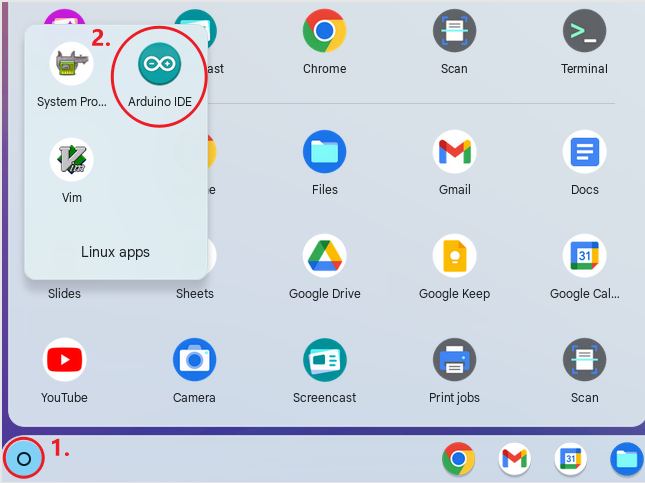 2.
ast
Chrome
Scan
Terminal
System Pro...
Arduino IDE
Vim
Linux apps
e
Files
Gmail
Docs
Slides
Sheets
Google Drive
Google Keep
31
Google Cal...
YouTube
Camera
Screencast
Print jobs
Scan
1.
31